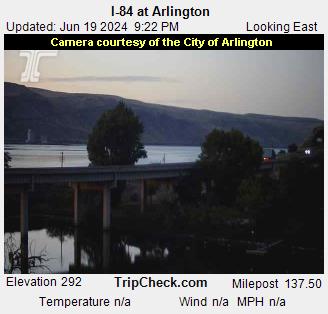 I-84 at Arlington
Updated: Jun 19 2024 9:22 PM Looking East
Camera courtesy of the City of Arlington
Elevation 292 TripCheck.com Milepost 137.50
Temperature n/a Wind n/a MPH n/a